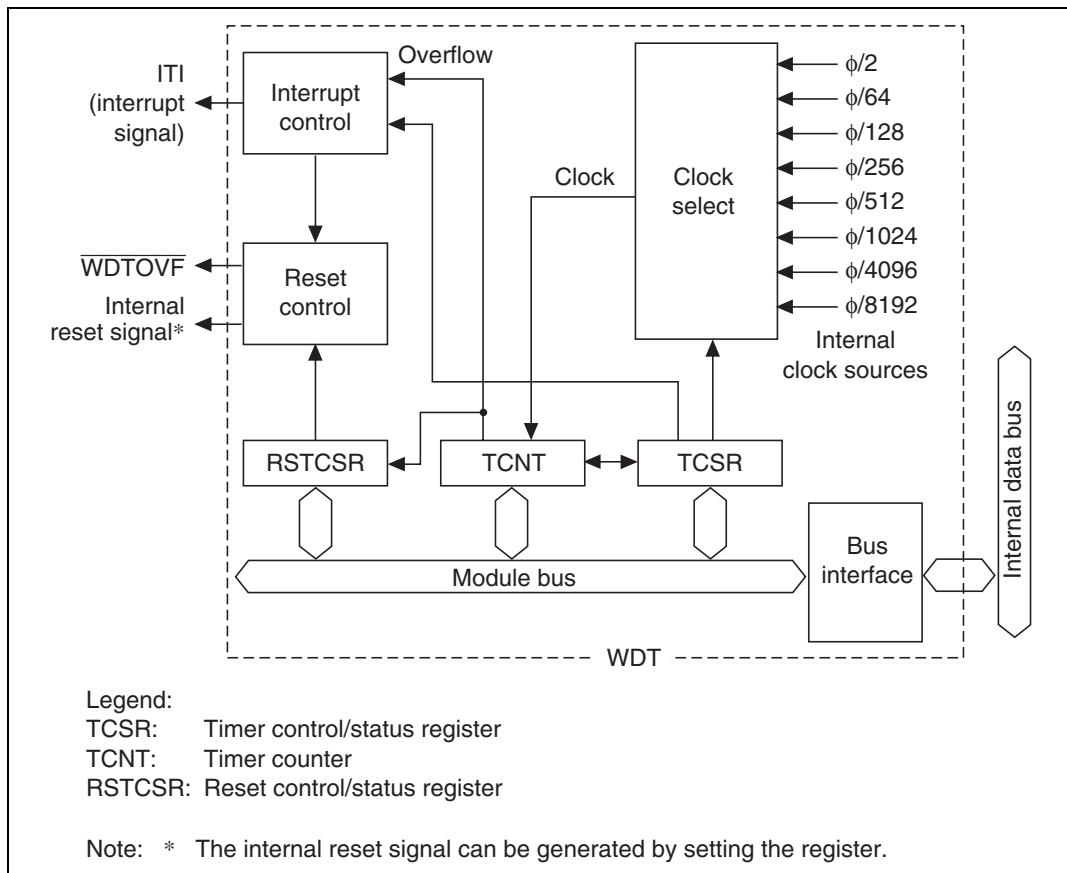 Overflow
ITI
(interrupt
signal)
Interrupt
control
Clock
Clock
select
ϕ/2
ϕ/64
ϕ/128
ϕ/256
ϕ/512
ϕ/1024
ϕ/4096
ϕ/8192
Internal
clock sources
WDTOVF
Internal
reset signal*
Reset
control
RSTCSR
TCNT
TCSR
Module bus
Bus
interface
Internal data bus
WDT
Legend:
TCSR: Timer control/status register
TCNT: Timer counter
RSTCSR: Reset control/status register
Note: * The internal reset signal can be generated by setting the register.